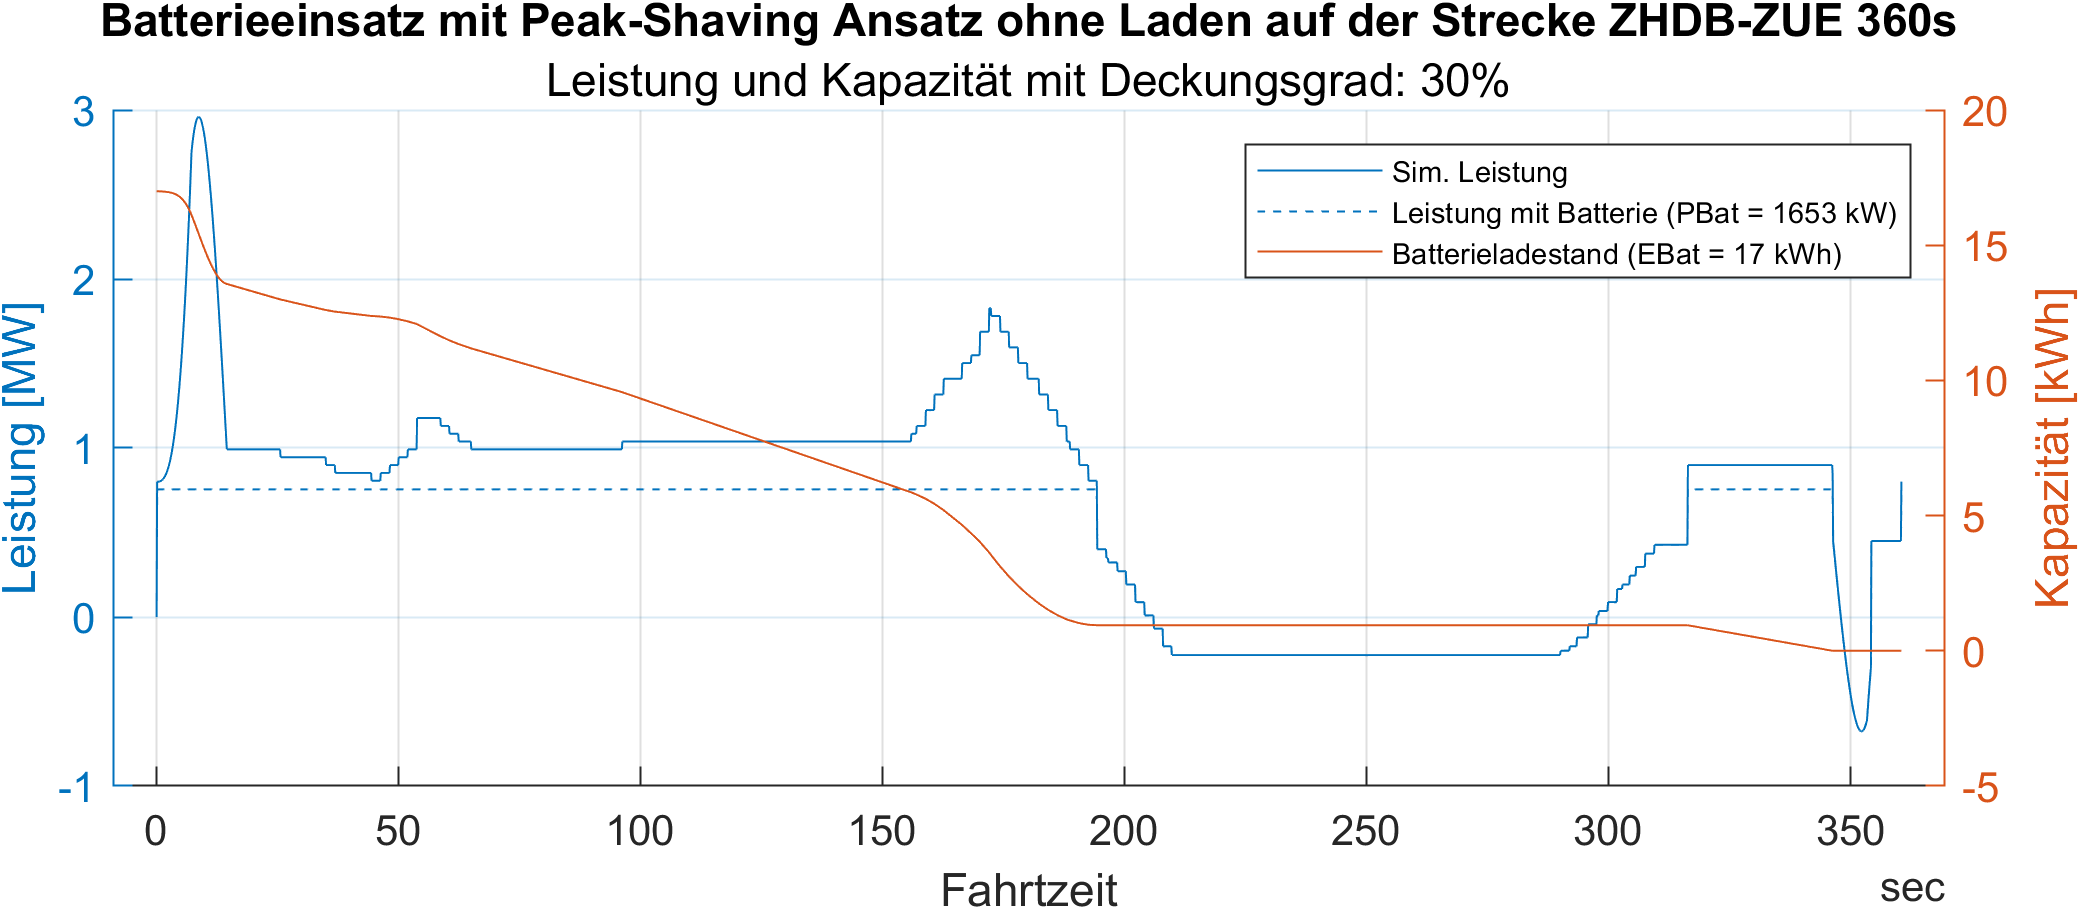 Batterieeinsatz mit Peak-Shaving Ansatz ohne Laden auf der Strecke ZHDB-ZUE 360s
Leistung und Kapazität mit Deckungsgrad: 30%
Leistung [MW]
3
2
1
0
-1
Sim. Leistung
Leistung mit Batterie (PBat = 1653 kW)
Batterieladestand (EBat = 17 kWh)
20
15
10
5
0
-5
Kapazität [kWh]
0 50 100 150 200 250 300 350
Fahrtzeit
sec